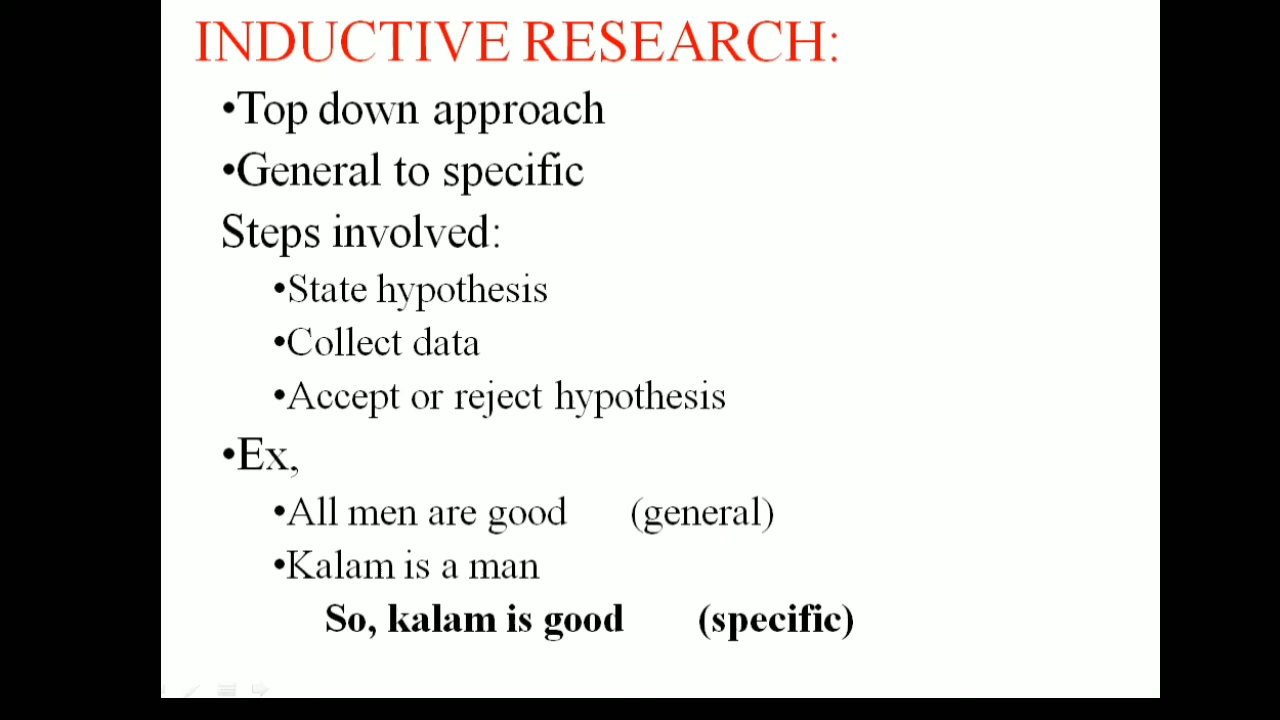 INDUCTIVE RESEARCH:
•Top down approach
•General to specific
Steps involved:
•State hypothesis
•Collect data
•Accept or reject hypothesis
•Ex,
•All men are good (general)
•Kalam is a man
So, kalam is good (specific)